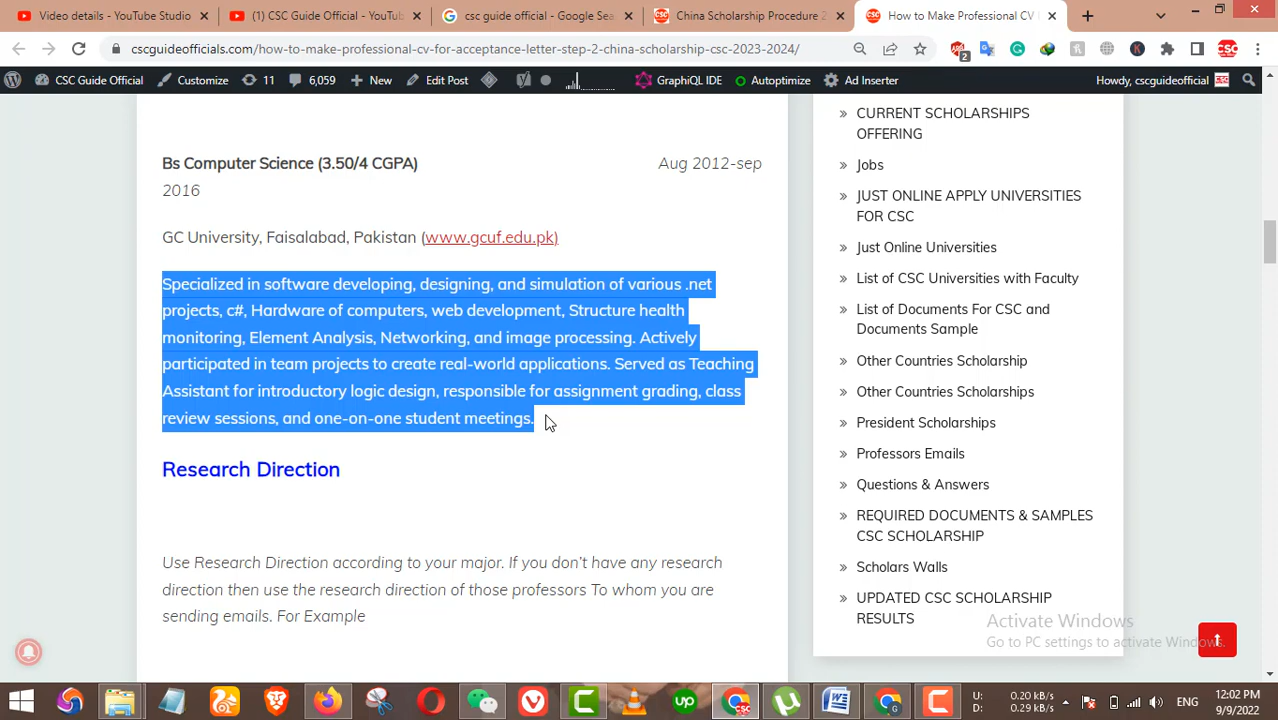 Video details - YouTube Studio
(1) CSC Guide Official - YouTub
csc guide official - Google Sea
China Scholarship Procedure 2
How to Make Professional CV
cscguideofficials.com/how-to-make-professional-cv-for-acceptance-letter-step-2-china-scholarship-csc-2023-2024/
2
CSC Guide Official
Customize
11
6,059
New
Edit Post
GraphiQL IDE
Autoptimize
Ad Inserter
Howdy, cscguideofficial
Bs Computer Science (3.50/4 CGPA) Aug 2012-sep
2016
GC University, Faisalabad, Pakistan (www.gcuf.edu.pk)
Specialized in software developing, designing, and simulation of various .net
projects, c#, Hardware of computers, web development, Structure health
monitoring, Element Analysis, Networking, and image processing. Actively
participated in team projects to create real-world applications. Served as Teaching
Assistant for introductory logic design, responsible for assignment grading, class
review sessions, and one-on-one student meetings.
Research Direction
Use Research Direction according to your major. If you don't have any research
direction then use the research direction of those professors To whom you are
sending emails. For Example
CURRENT SCHOLARSHIPS
OFFERING
Jobs
JUST ONLINE APPLY UNIVERSITIES
FOR CSC
Just Online Universities
List of CSC Universities with Faculty
List of Documents For CSC and
Documents Sample
Other Countries Scholarship
Other Countries Scholarships
President Scholarships
Professors Emails
Questions & Answers
REQUIRED DOCUMENTS & SAMPLES
CSC SCHOLARSHIP
Scholars Walls
UPDATED CSC SCHOLARSHIP
RESULTS
Activate Windows
Go to PC settings to activate Windows.
U: 0.20 kB/s
D: 0.29 kB/s
ENG
12:02 PM
9/9/2022